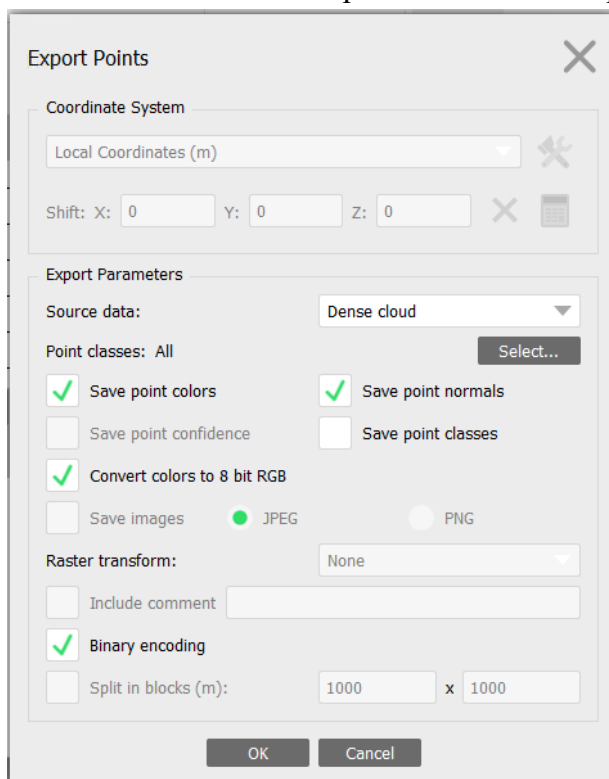 Export Points
Coordinate System
Local Coordinates (m)
Shift: X: 0 Y: 0 Z: 0
Export Parameters
Source data: Dense cloud
Point classes: All Select...
Save point colors Save point normals
Save point confidence Save point classes
Convert colors to 8 bit RGB
Save images JPEG PNG
Raster transform: None
Include comment
Binary encoding
Split in blocks (m): 1000 x 1000
OK Cancel